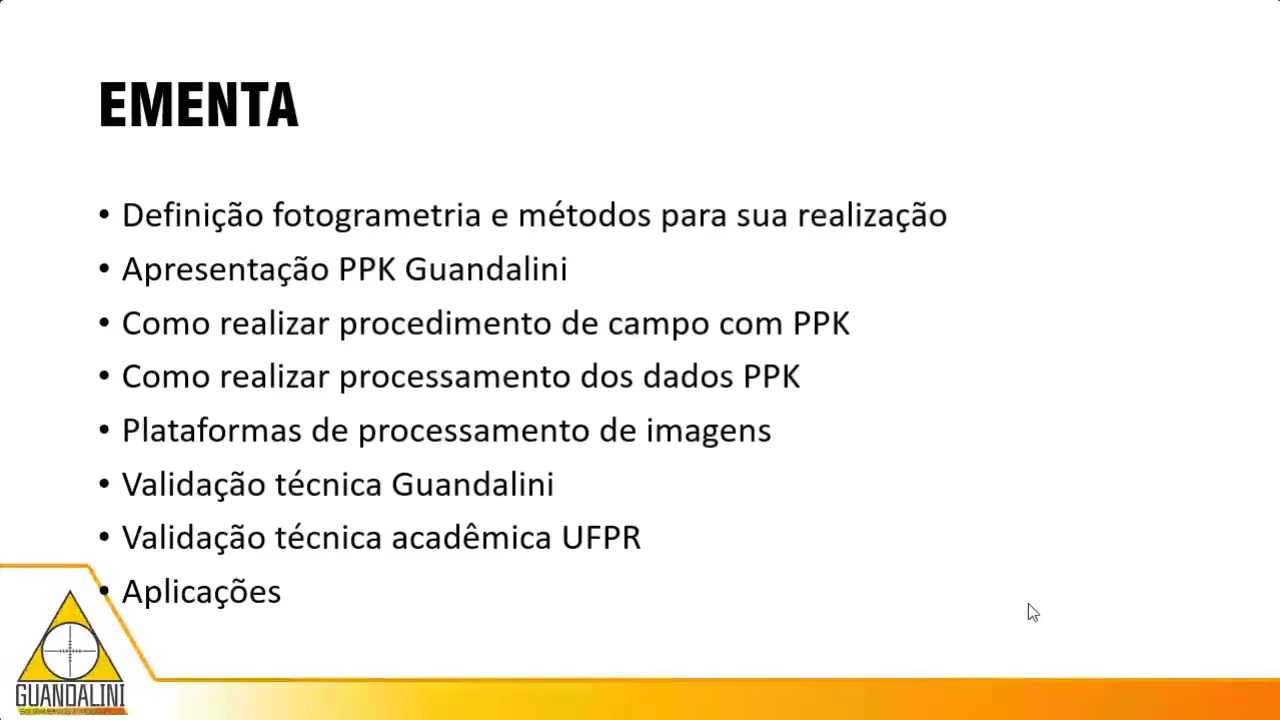 EMENTA
• Definição fotogrametria e métodos para sua realização
• Apresentação PPK Guandalini
• Como realizar procedimento de campo com PPK
• Como realizar processamento dos dados PPK
• Plataformas de processamento de imagens
• Validação técnica Guandalini
• Validação técnica acadêmica UFPR
• Aplicações
GUANDALINI